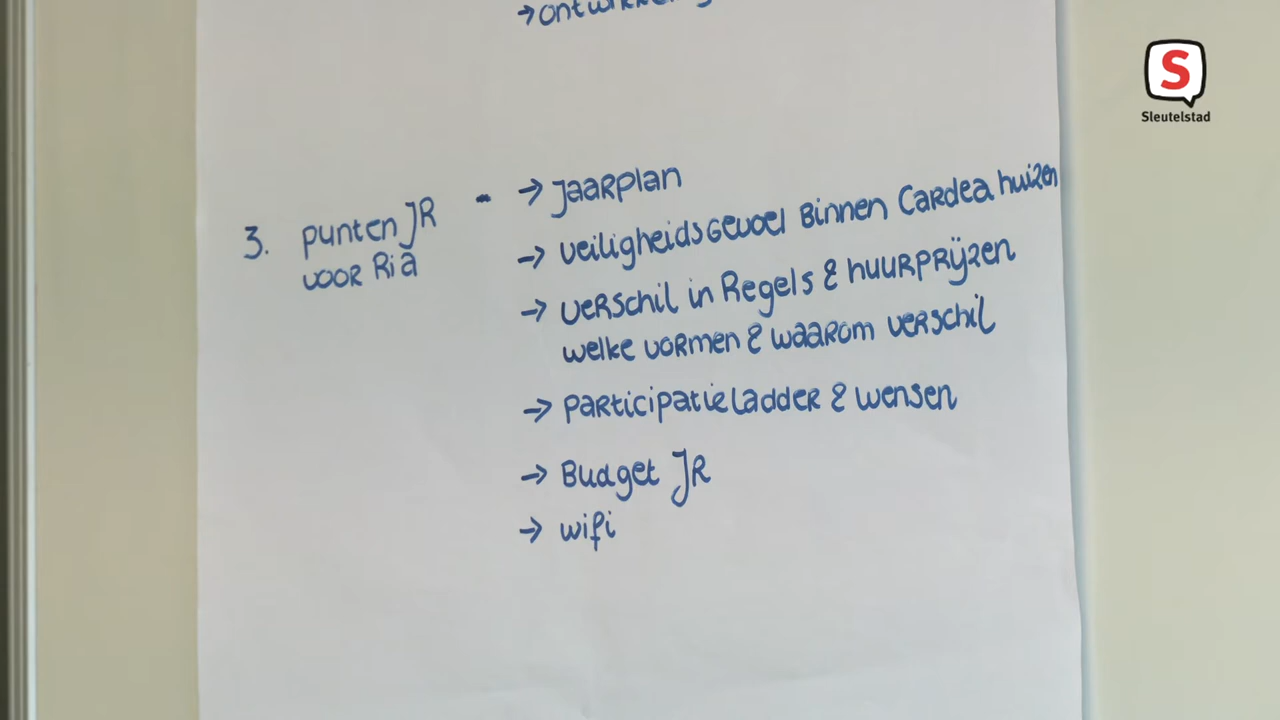 → ontwikkeling
S
Sleutelstad
3. punten JR - → Jaarplan
voor Ria
→ veiligheidsgevoel Binnen Cardea huizen
→ verschil in Regels & huurprijzen
welke vormen & waarom verschil
→ participatieladder & wensen
→ Budget JR
→ wifi